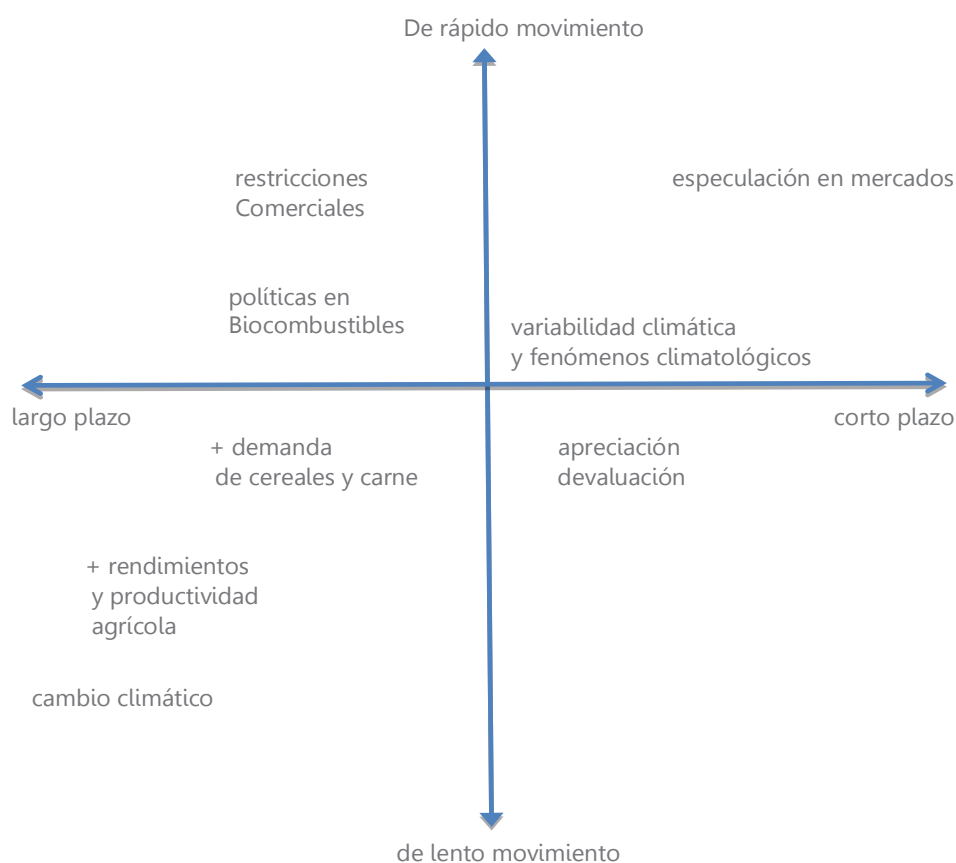 De rápido movimiento
restricciones
Comerciales
especulación en mercados
políticas en
Biocombustibles
variabilidad climática
y fenómenos climatológicos
largo plazo
corto plazo
+ demanda
de cereales y carne
apreciación
devaluación
+ rendimientos
y productividad
agrícola
cambio climático
de lento movimiento